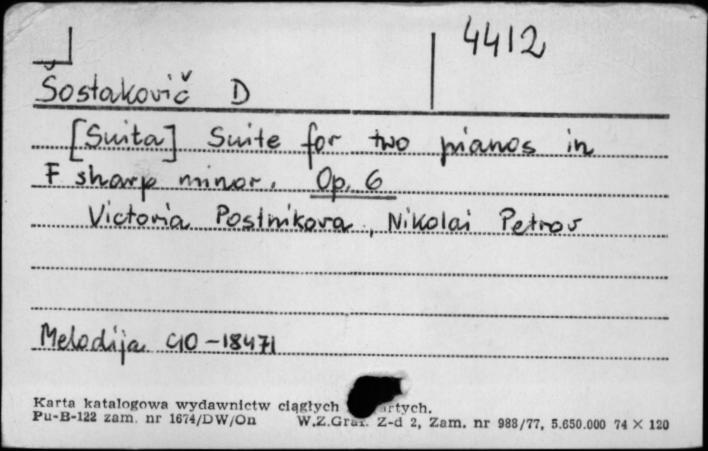 4412
Šostakovič D
[Suita] Suite for two pianos in
F sharp minor. Op. 6
Victoria Postnikova, Nikolai Petrov
Melodija C10-18471
Karta katalogowa wydawnictw ciągłych
Pu-B-122 zam. nr 1674/DW/On W.Z.Graf. Z-d 2, Zam. nr 988/77, 5.650.000 74 × 120